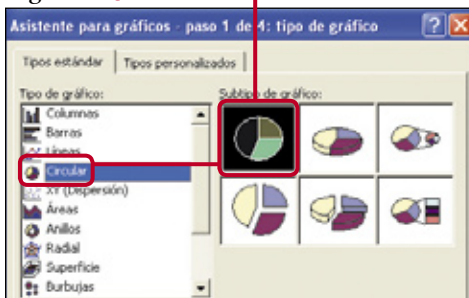 Asistente para gráficos - paso 1 de 4: tipo de gráfico
Tipos estándar
Tipos personalizados
Tipo de gráfico:
Subtipo de gráfico:
Columnas
Barras
Líneas
Circular
XY (Dispersión)
Áreas
Anillos
Radial
Superficie
Burbujas